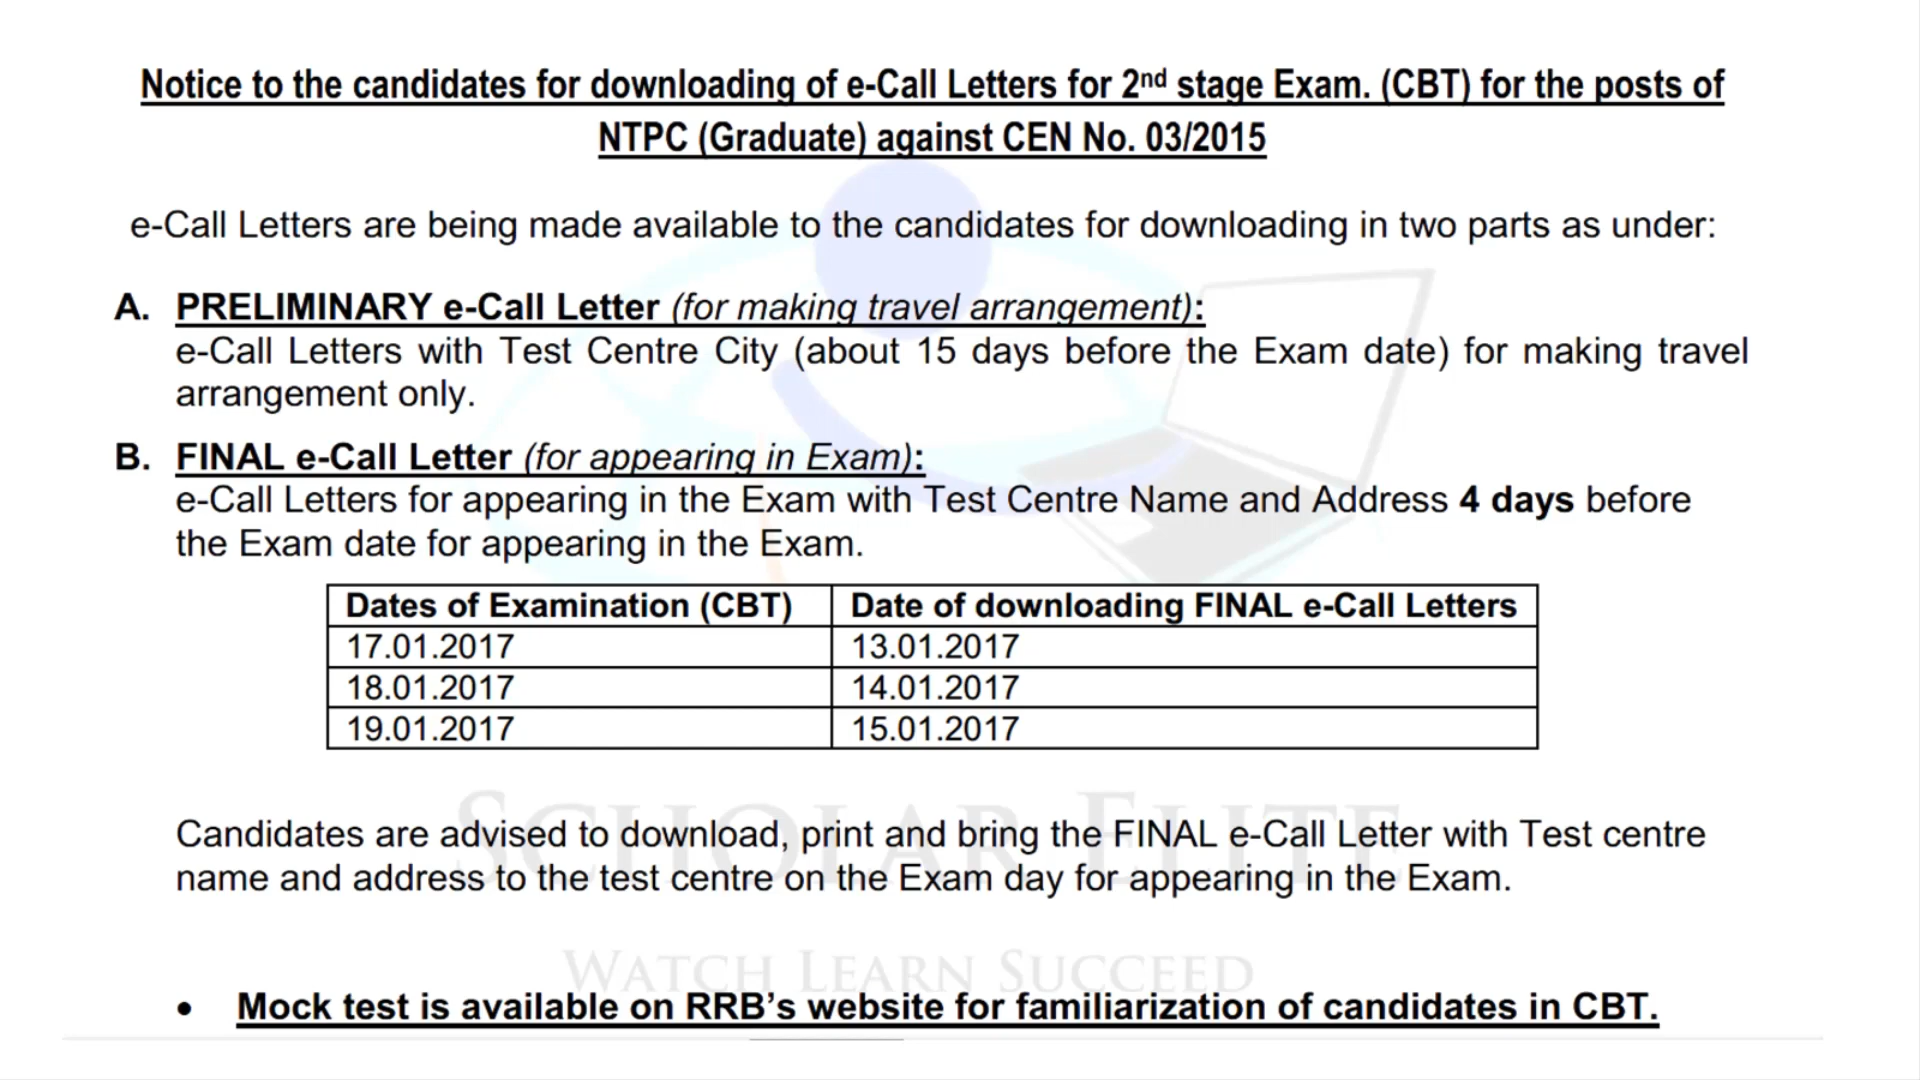 Notice to the candidates for downloading of e-Call Letters for 2nd stage Exam. (CBT) for the posts of
NTPC (Graduate) against CEN No. 03/2015
e-Call Letters are being made available to the candidates for downloading in two parts as under:
A. PRELIMINARY e-Call Letter (for making travel arrangement):
e-Call Letters with Test Centre City (about 15 days before the Exam date) for making travel
arrangement only.
B. FINAL e-Call Letter (for appearing in Exam):
e-Call Letters for appearing in the Exam with Test Centre Name and Address 4 days before
the Exam date for appearing in the Exam.
Dates of Examination (CBT) Date of downloading FINAL e-Call Letters
17.01.2017 13.01.2017
18.01.2017 14.01.2017
19.01.2017 15.01.2017
SCHOLAR ELITE
Candidates are advised to download, print and bring the FINAL e-Call Letter with Test centre
name and address to the test centre on the Exam day for appearing in the Exam.
WATCH LEARN SUCCEED
• Mock test is available on RRB's website for familiarization of candidates in CBT.